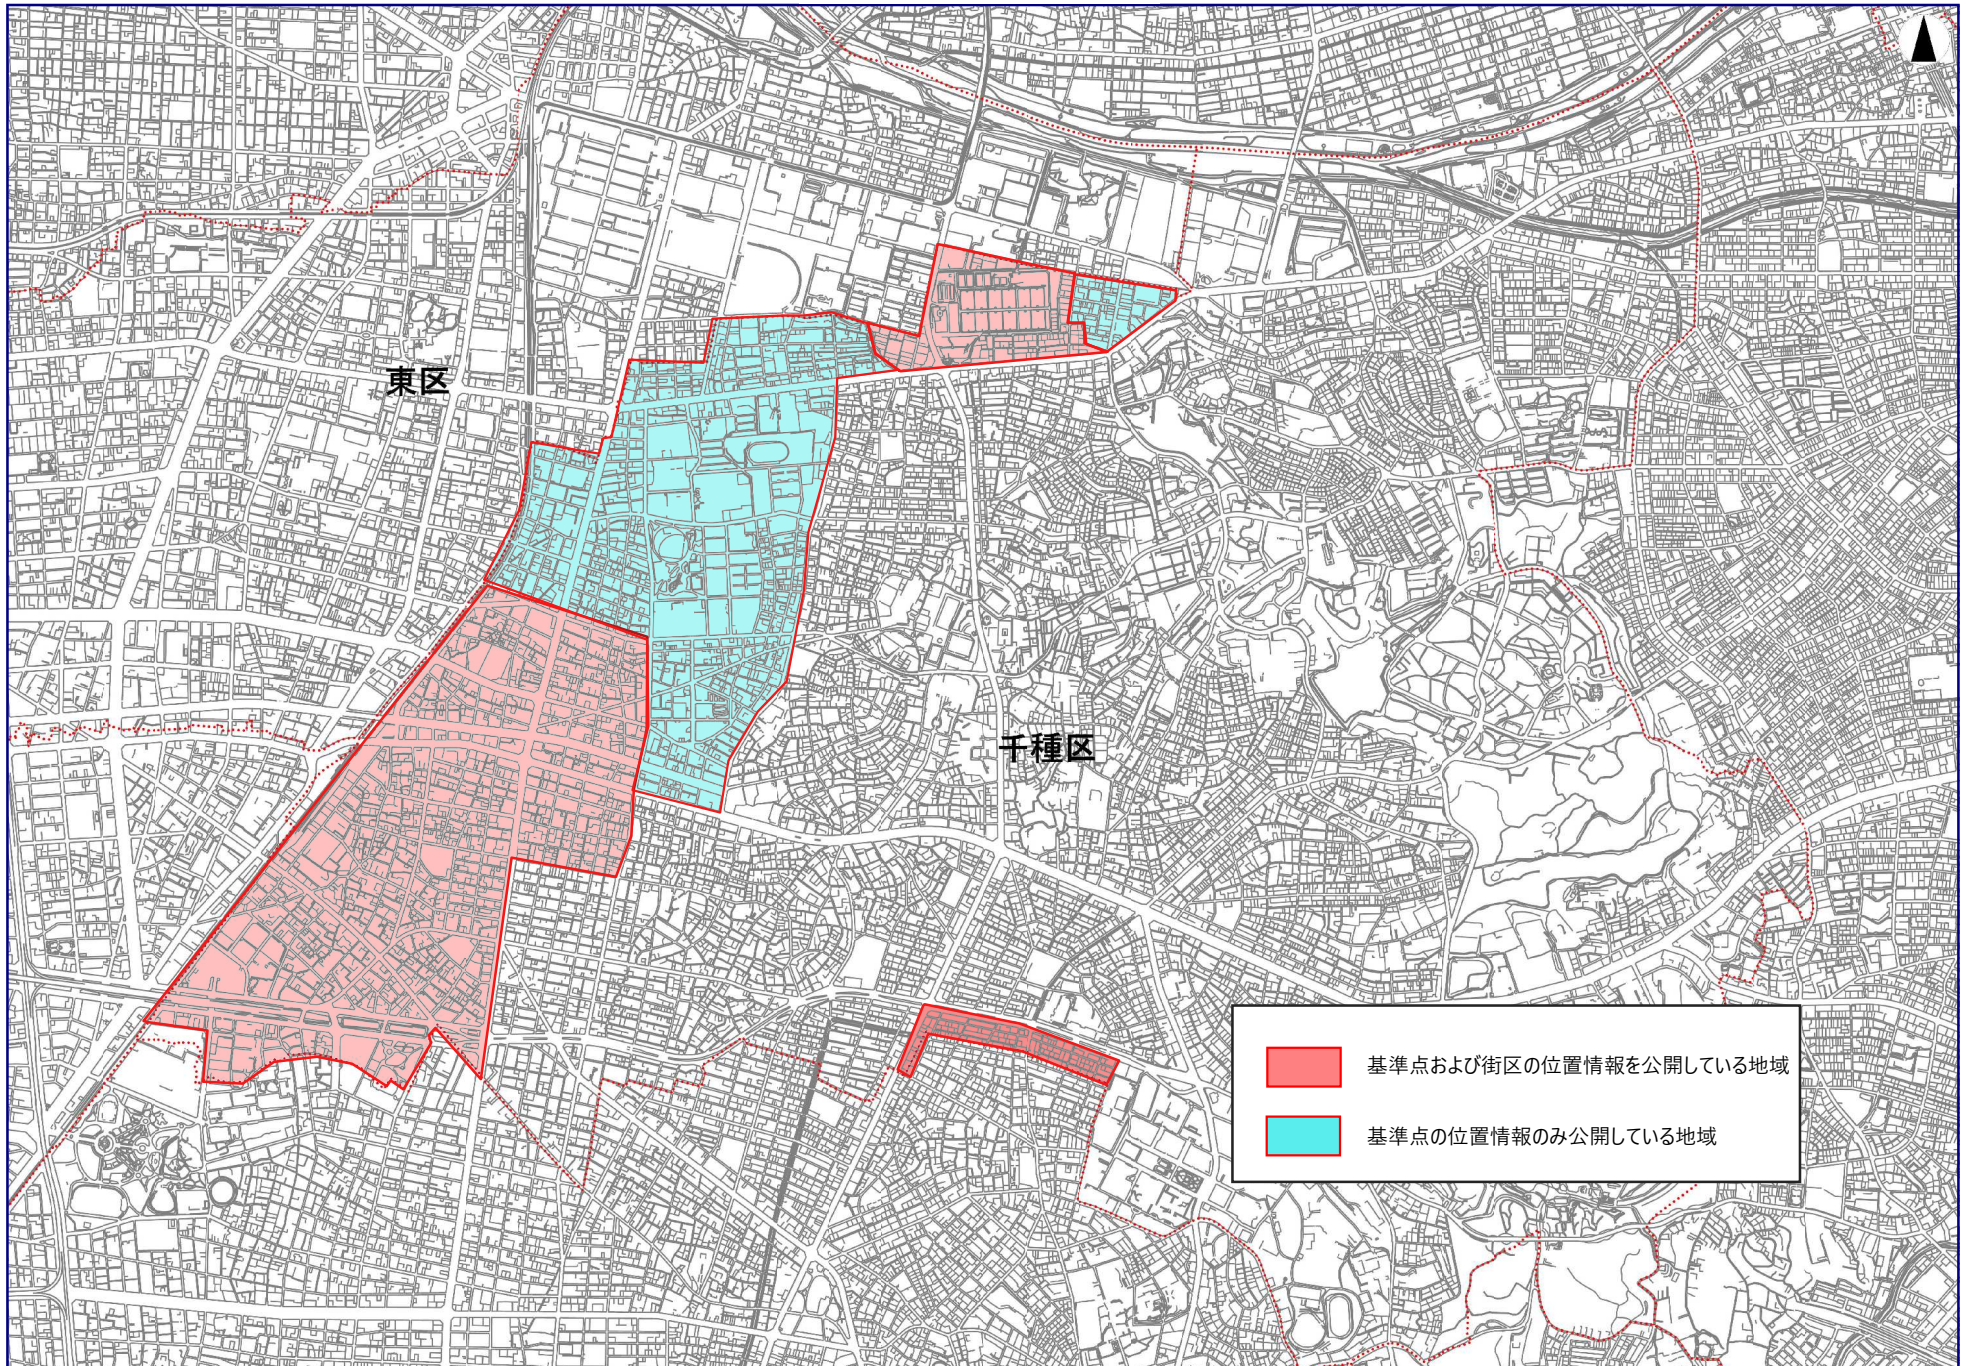 東区
千種区
基準点および街区の位置情報を公開している地域
基準点の位置情報のみ公開している地域